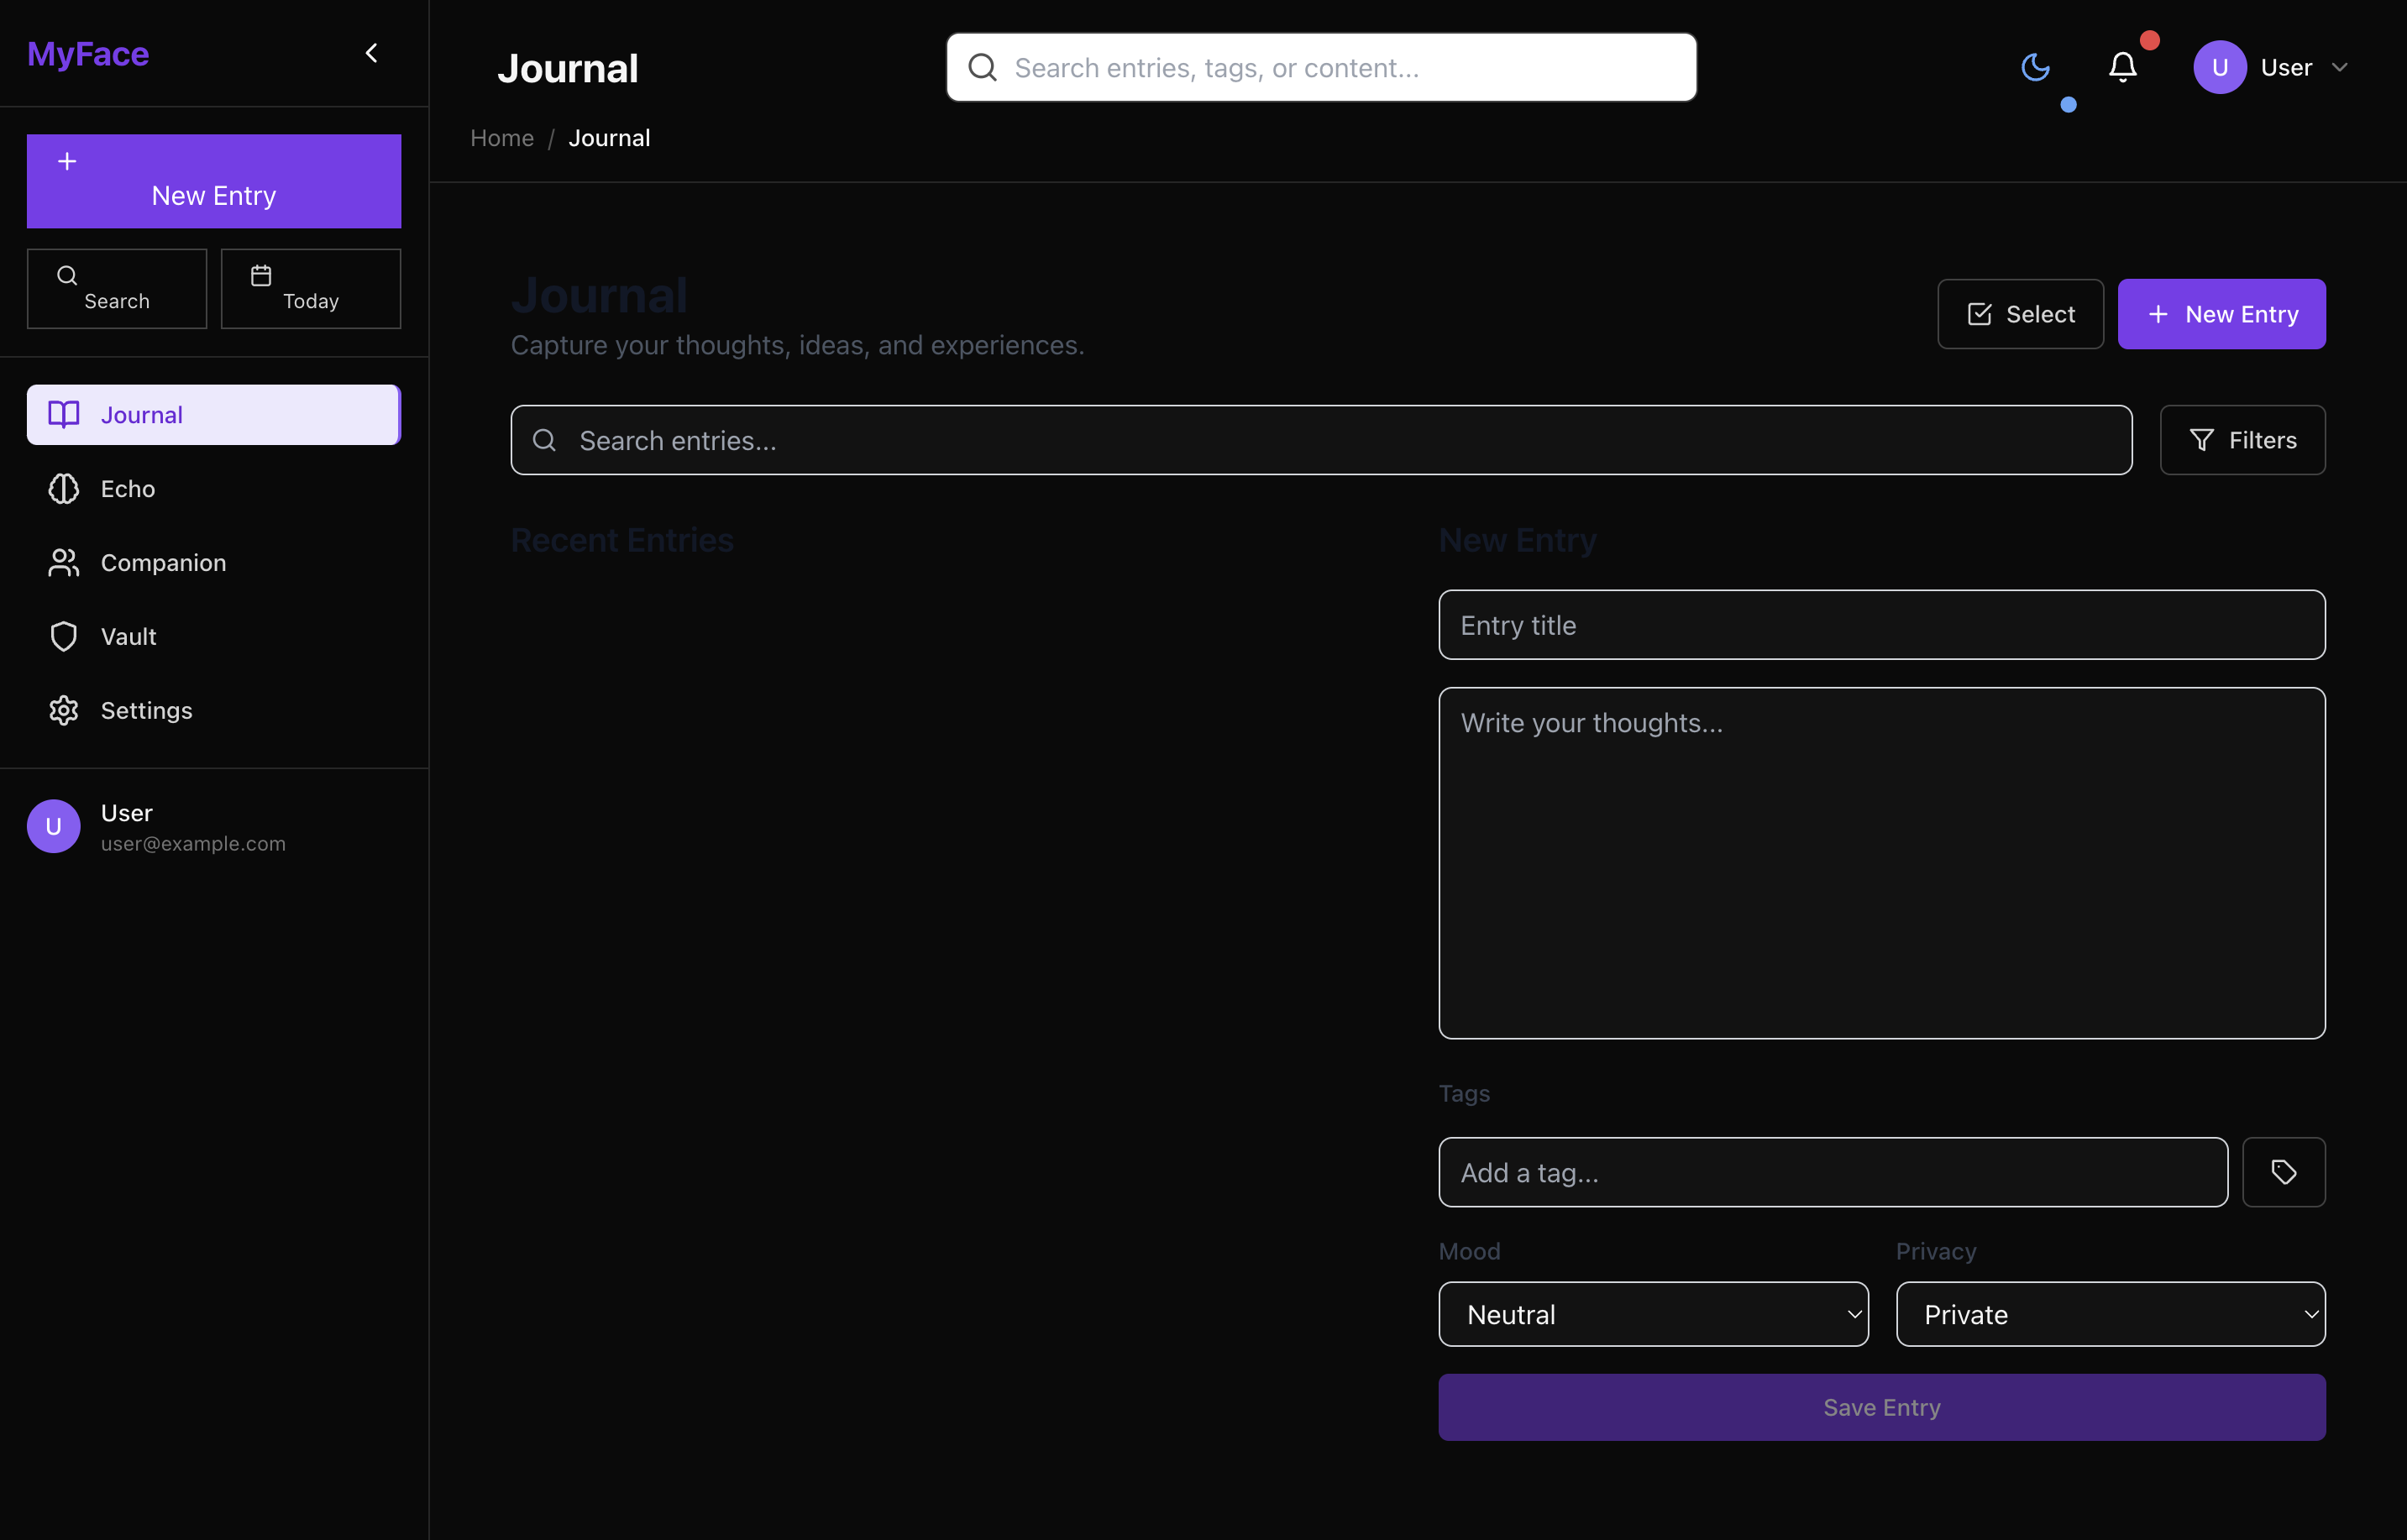 MyFace
New Entry
Search
Today
Journal
Echo
Companion
Vault
Settings
U
User
user@example.com
Journal
Search entries, tags, or content...
U
User
Home / Journal
Journal
Capture your thoughts, ideas, and experiences.
Select
New Entry
Search entries...
Filters
Recent Entries
New Entry
Entry title
Write your thoughts...
Tags
Add a tag...
Mood
Privacy
Neutral
Private
Save Entry